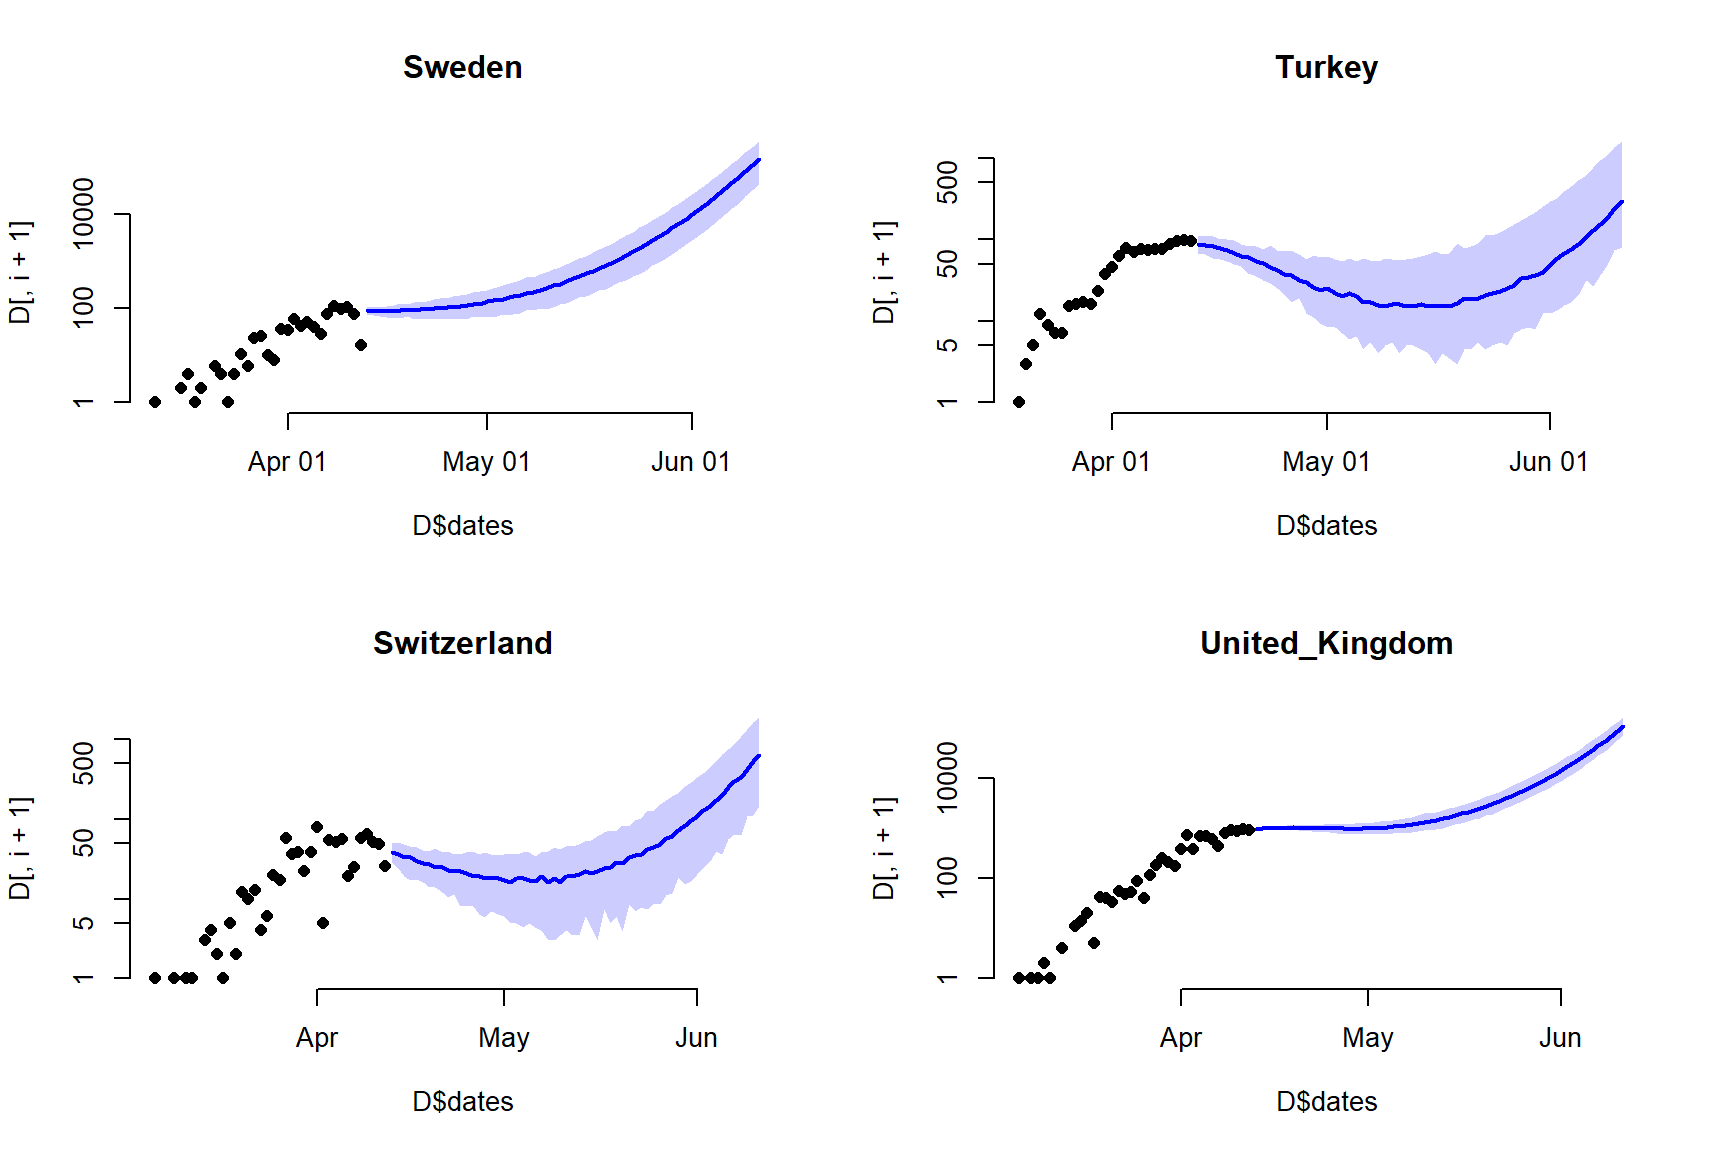 Sweden
D[, i + 1]
1
100
10000
Apr 01
May 01
Jun 01
D$dates
Turkey
D[, i + 1]
1
5
50
500
Apr 01
May 01
Jun 01
D$dates
Switzerland
D[, i + 1]
1
5
50
500
Apr
May
Jun
D$dates
United_Kingdom
D[, i + 1]
1
100
10000
Apr
May
Jun
D$dates